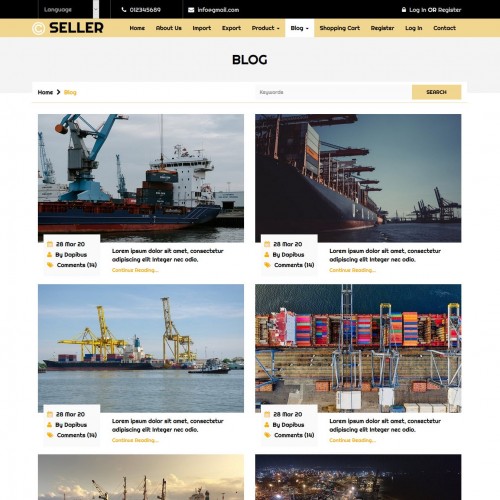 Language 012345689 info@gmail.com Log In OR Register
© SELLER Home About Us Import Export Product Blog Shopping Cart Register Log In Contact
BLOG
Home Blog Keywords SEARCH
28 Mar 20
By Dapibus
Comments (14)
Lorem ipsum dolor sit amet, consectetur
adipiscing elit Integer nec odio.
Continue Reading...
28 Mar 20
By Dapibus
Comments (14)
Lorem ipsum dolor sit amet, consectetur
adipiscing elit Integer nec odio.
Continue Reading...
28 Mar 20
By Dapibus
Comments (14)
Lorem ipsum dolor sit amet, consectetur
adipiscing elit Integer nec odio.
Continue Reading...
28 Mar 20
By Dapibus
Comments (14)
Lorem ipsum dolor sit amet, consectetur
adipiscing elit Integer nec odio.
Continue Reading...